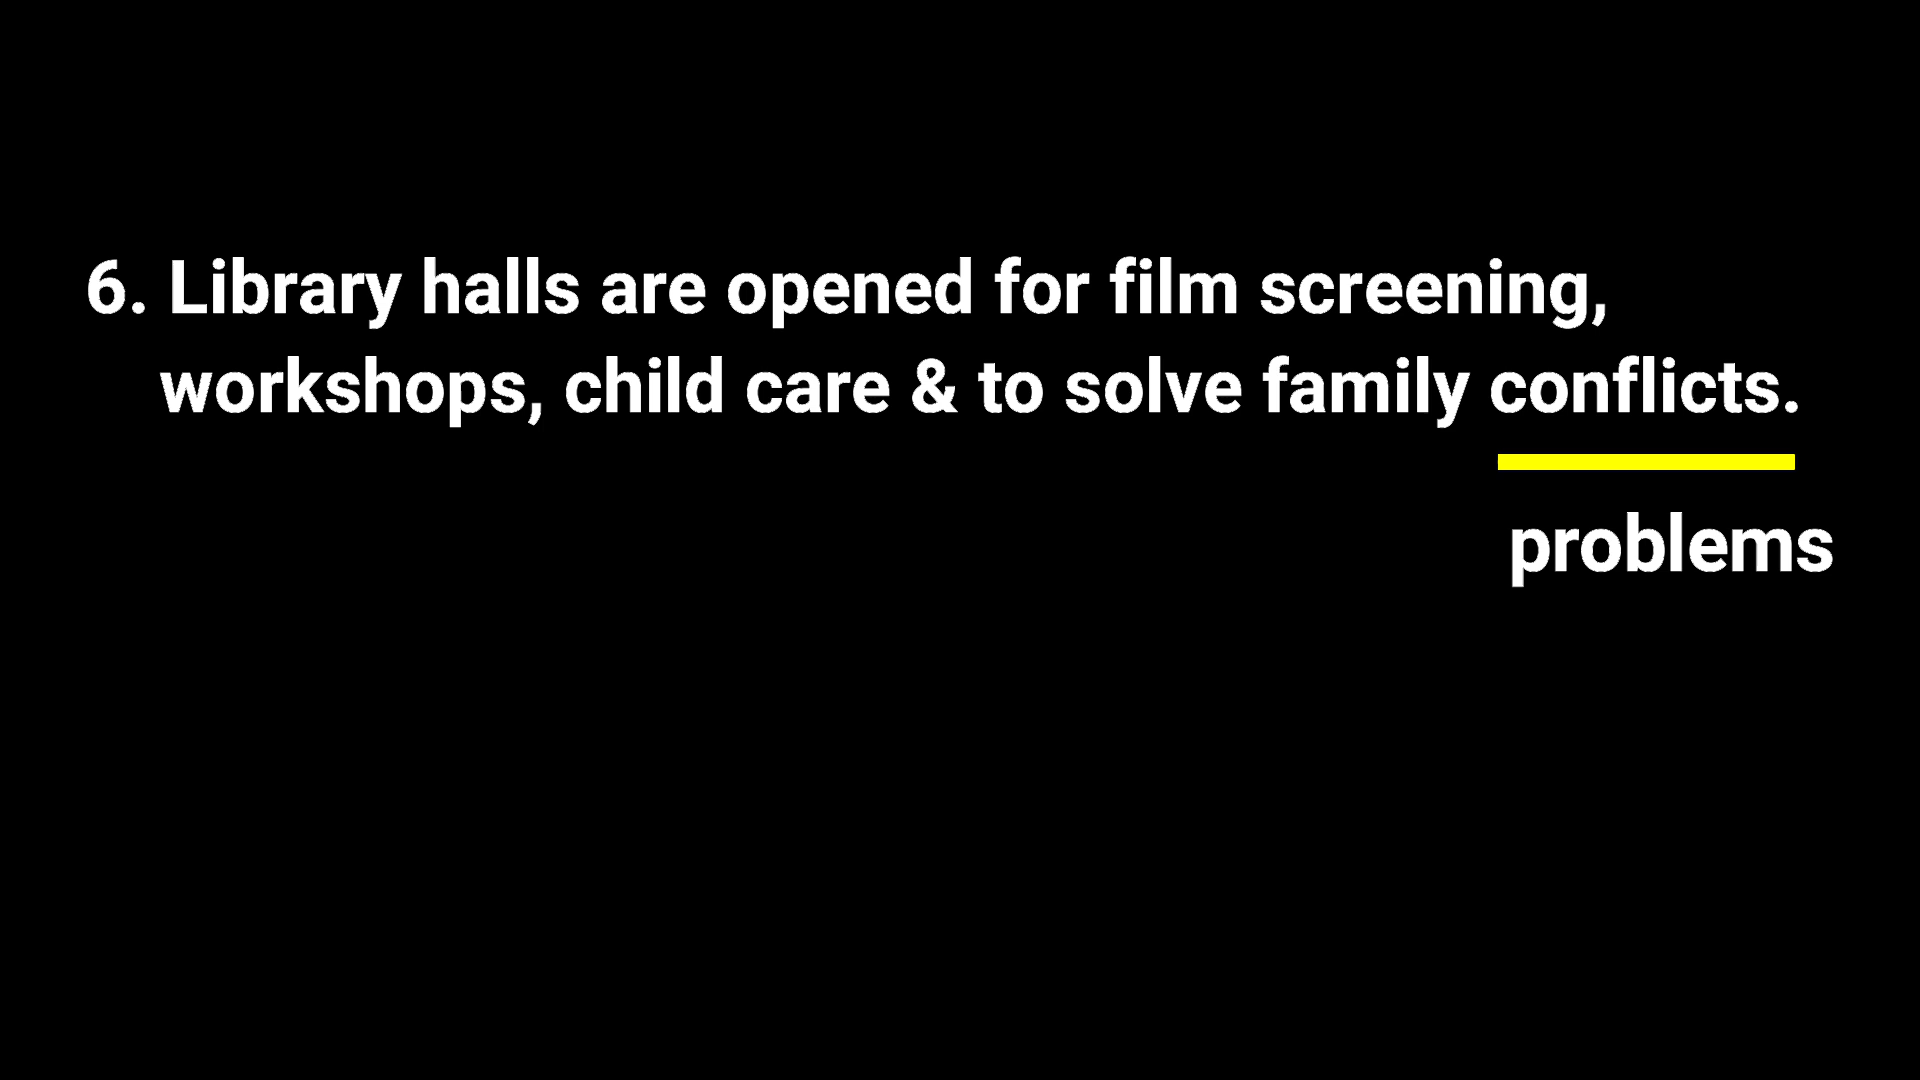 6. Library halls are opened for film screening,
workshops, child care & to solve family conflicts.
problems